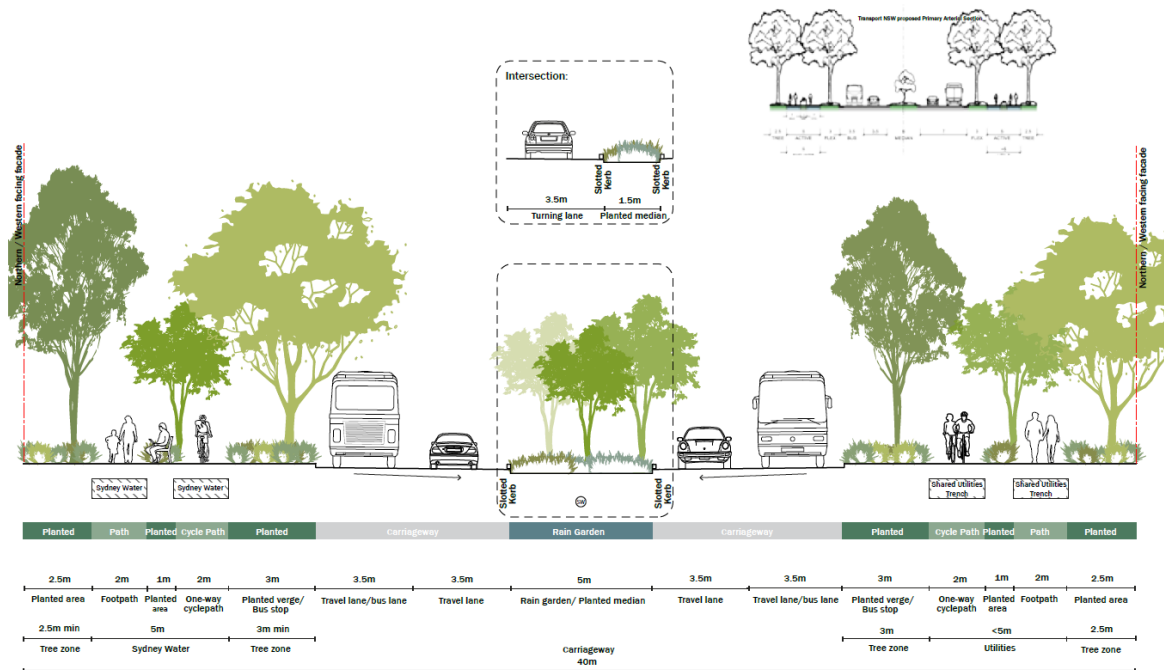 Transport NSW proposed Primary Arterial Section
Intersection:
Slotted
Kerb
Slotted
Kerb
3.5m
1.5m
Turning lane
Planted median
Northern / Western facing facade
Northern / Western facing facade
Sydney Water
Sydney Water
Slotted
Kerb
SW
Slotted
Kerb
Shared Utilities
Trench
Shared Utilities
Trench
Planted
Path
Planted
Cycle Path
Planted
Carriageway
Rain Garden
Carriageway
Planted
Cycle Path
Planted
Path
Planted
2.5m
2m
1m
2m
3m
3.5m
3.5m
5m
3.5m
3.5m
3m
2m
1m
2m
2.5m
Planted area
Footpath
Planted
area
One-way
cyclepath
Planted verge/
Bus stop
Travel lane/bus lane
Travel lane
Rain garden/ Planted median
Travel lane
Travel lane/bus lane
Planted verge/
Bus stop
One-way
cyclepath
Planted
area
Footpath
Planted area
2.5m min
5m
3m min
3m
<5m
2.5m
Tree zone
Sydney Water
Tree zone
Carriageway
Tree zone
Utilities
Tree zone
40m